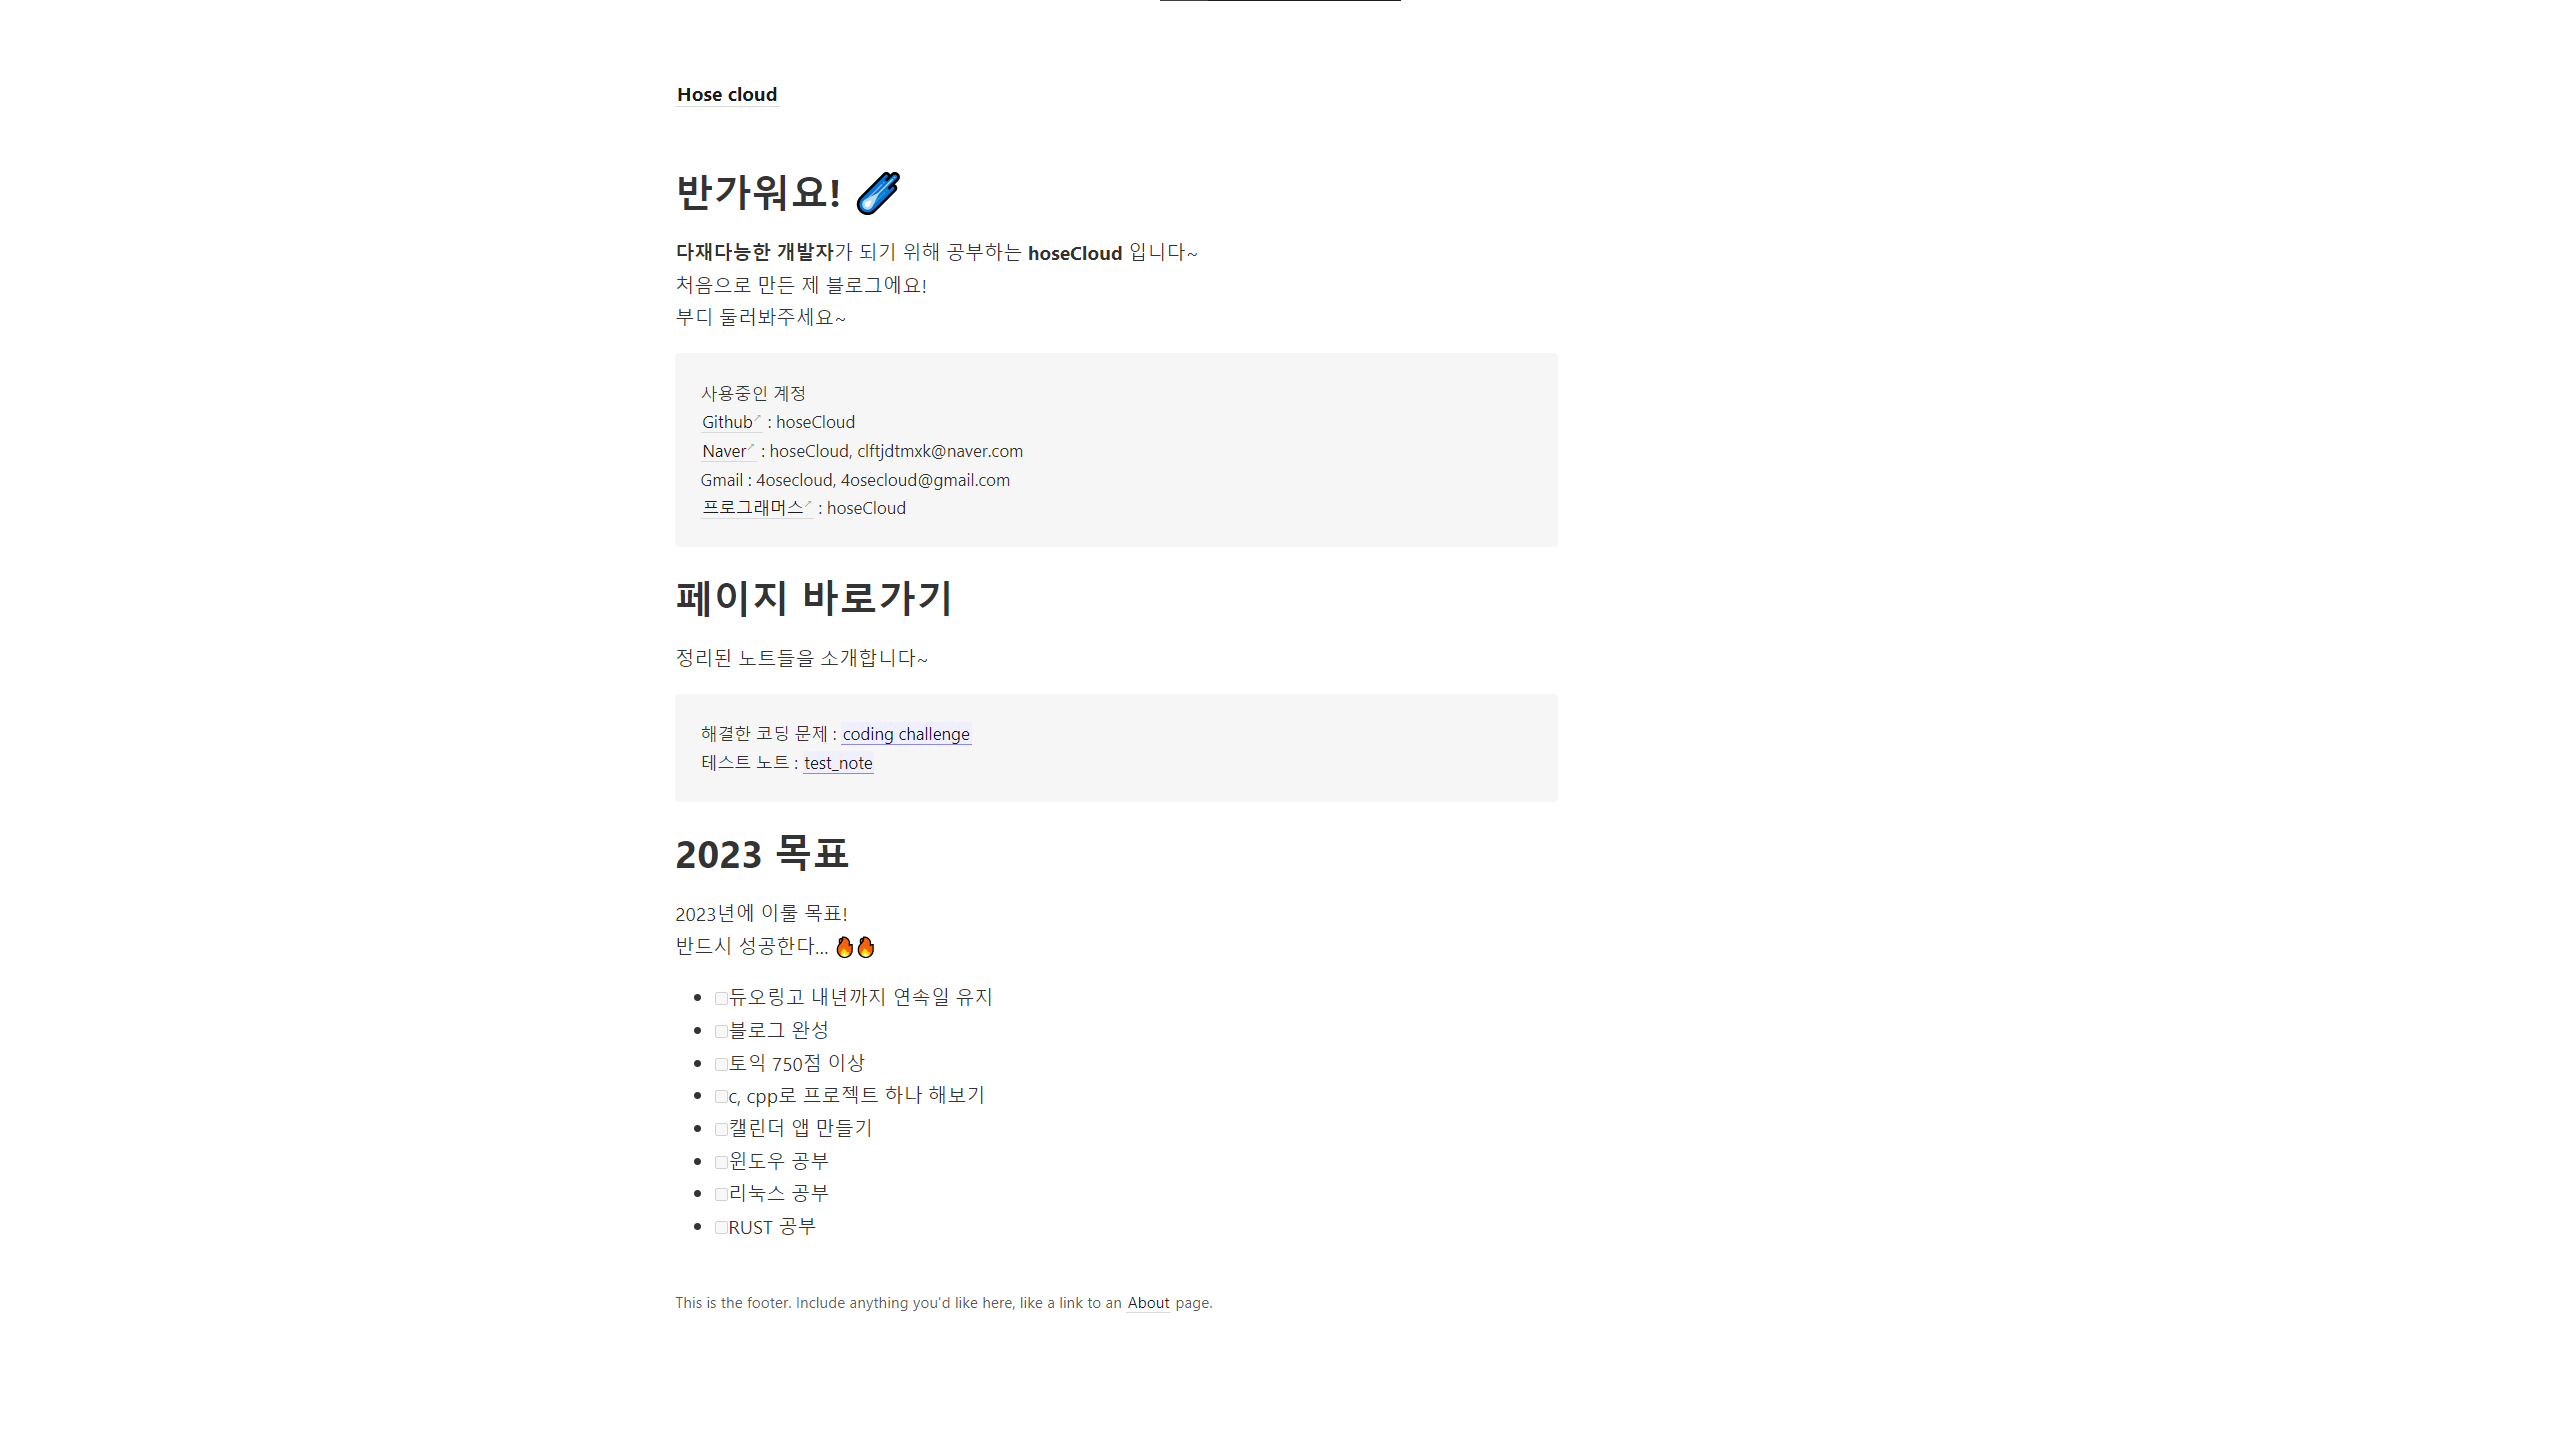 Hose cloud
반가워요! ☄️
다재다능한 개발자가 되기 위해 공부하는 hoseCloud 입니다~
처음으로 만든 제 블로그에요!
부디 둘러봐주세요~
사용중인 계정
Github↗ : hoseCloud
Naver↗ : hoseCloud, clftjdtmxk@naver.com
Gmail : 4osecloud, 4osecloud@gmail.com
프로그래머스↗ : hoseCloud
페이지 바로가기
정리된 노트들을 소개합니다~
해결한 코딩 문제 : coding challenge
테스트 노트 : test_note
2023 목표
2023년에 이룰 목표!
반드시 성공한다... 🔥🔥
듀오링고 내년까지 연속일 유지
블로그 완성
토익 750점 이상
c, cpp로 프로젝트 하나 해보기
캘린더 앱 만들기
윈도우 공부
리눅스 공부
RUST 공부
This is the footer. Include anything you'd like here, like a link to an About page.